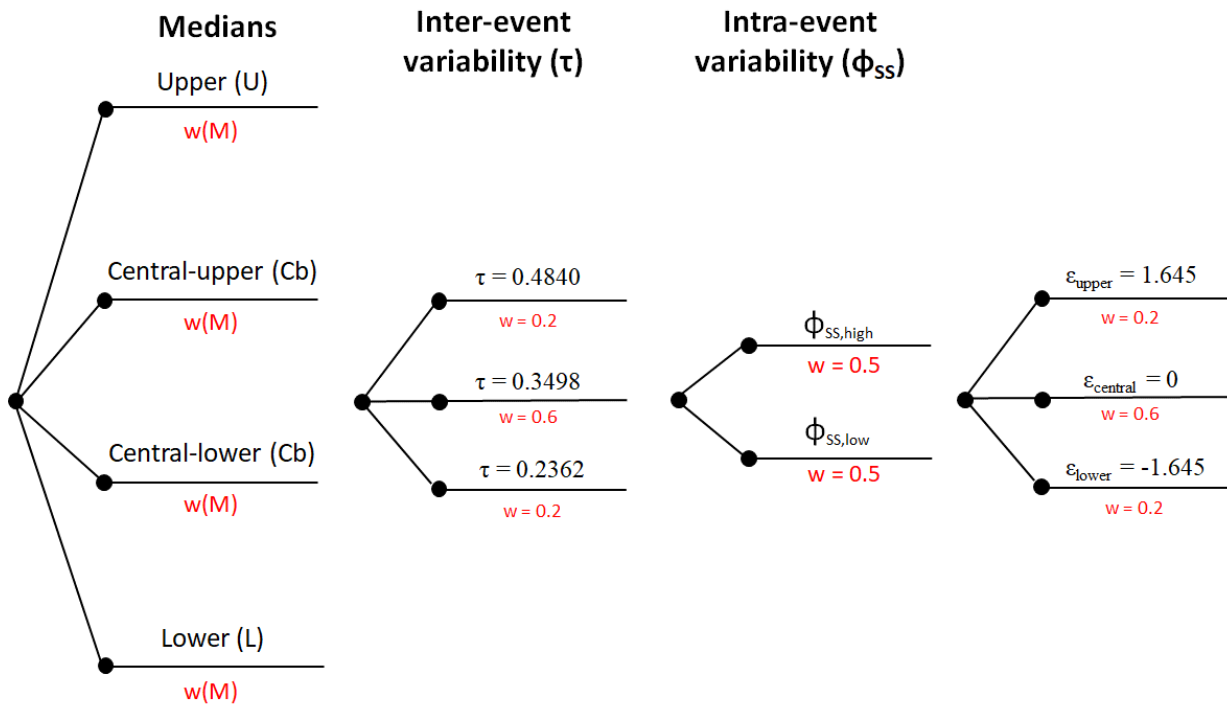 Medians
Upper (U)
w(M)
Central-upper (Cb)
w(M)
Central-lower (Cb)
w(M)
Lower (L)
w(M)
Inter-event
variability (τ)
τ = 0.4840
w = 0.2
τ = 0.3498
w = 0.6
τ = 0.2362
w = 0.2
Intra-event
variability (ϕSS)
ϕSS,high
w = 0.5
ϕSS,low
w = 0.5
εupper = 1.645
w = 0.2
εcentral = 0
w = 0.6
εlower = -1.645
w = 0.2